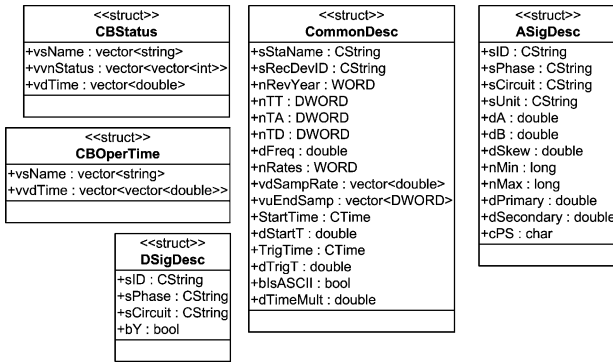 <<struct>>
CBStatus
+vsName : vector<string>
+vvnStatus : vector<vector<int>>
+vdTime : vector<double>
<<struct>>
CBOperTime
+vsName : vector<string>
+vvdTime : vector<vector<double>>
<<struct>>
DSigDesc
+sID : CString
+sPhase : CString
+sCircuit : CString
+bY : bool
<<struct>>
CommonDesc
+sStaName : CString
+sRecDevID : CString
+nRevYear : WORD
+nTT : DWORD
+nTA : DWORD
+nTD : DWORD
+dFreq : double
+nRates : WORD
+vdSampRate : vector<double>
+vuEndSamp : vector<DWORD>
+StartTime : CTime
+dStartT : double
+TrigTime : CTime
+dTrigT : double
+bIsASCII : bool
+dTimeMult : double
<<struct>>
ASigDesc
+sID : CString
+sPhase : CString
+sCircuit : CString
+sUnit : CString
+dA : double
+dB : double
+dSkew : double
+nMin : long
+nMax : long
+dPrimary : double
+dSecondary : double
+cPS : char